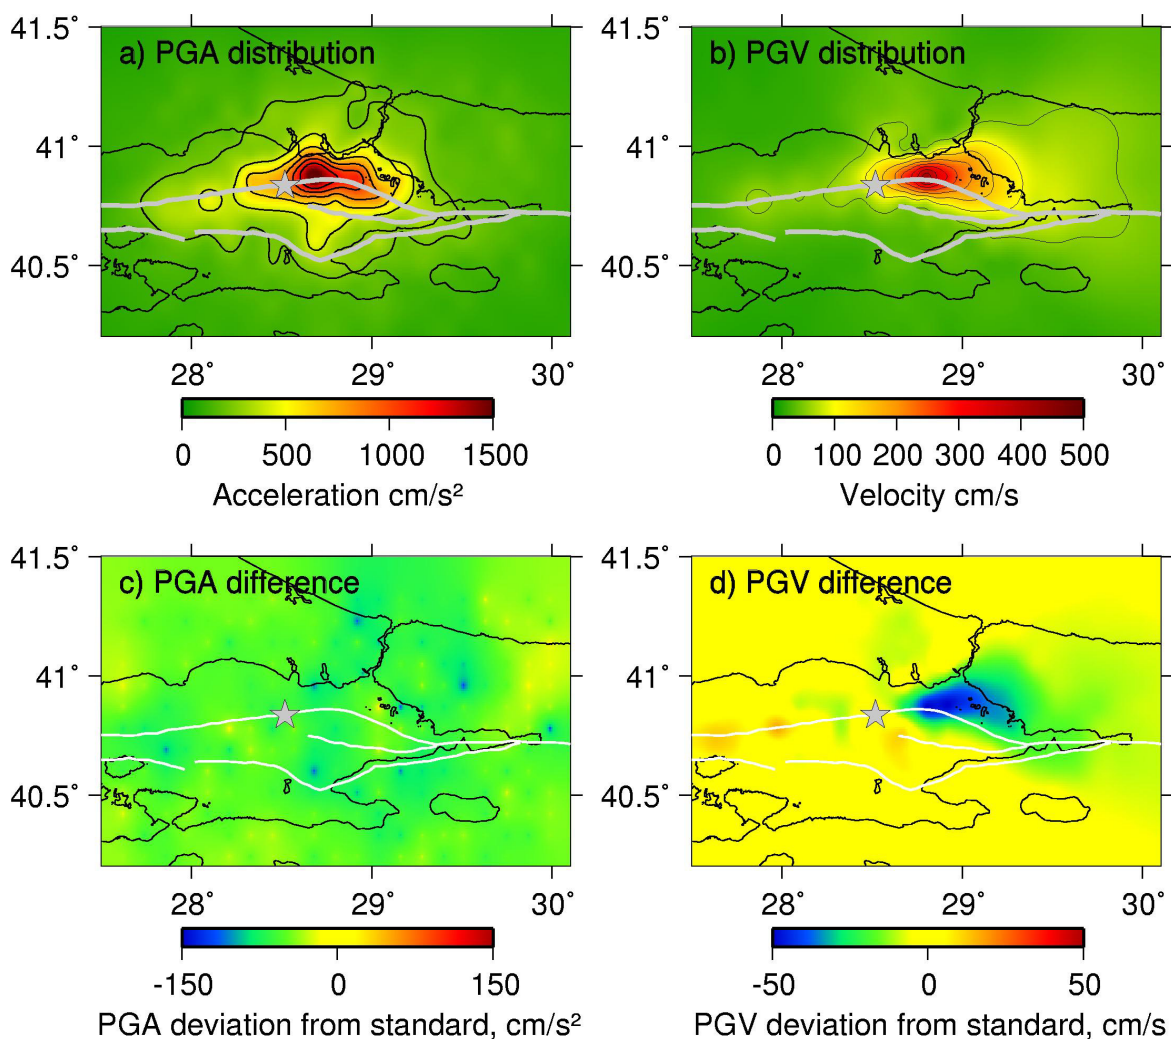 a) PGA distribution
41.5˚
41˚
40.5˚
28˚ 29˚ 30˚
0 500 1000 1500
Acceleration cm/s²
b) PGV distribution
41.5˚
41˚
40.5˚
28˚ 29˚ 30˚
0 100 200 300 400 500
Velocity cm/s
c) PGA difference
41.5˚
41˚
40.5˚
28˚ 29˚ 30˚
-150 0 150
PGA deviation from standard, cm/s²
d) PGV difference
41.5˚
41˚
40.5˚
28˚ 29˚ 30˚
-50 0 50
PGV deviation from standard, cm/s